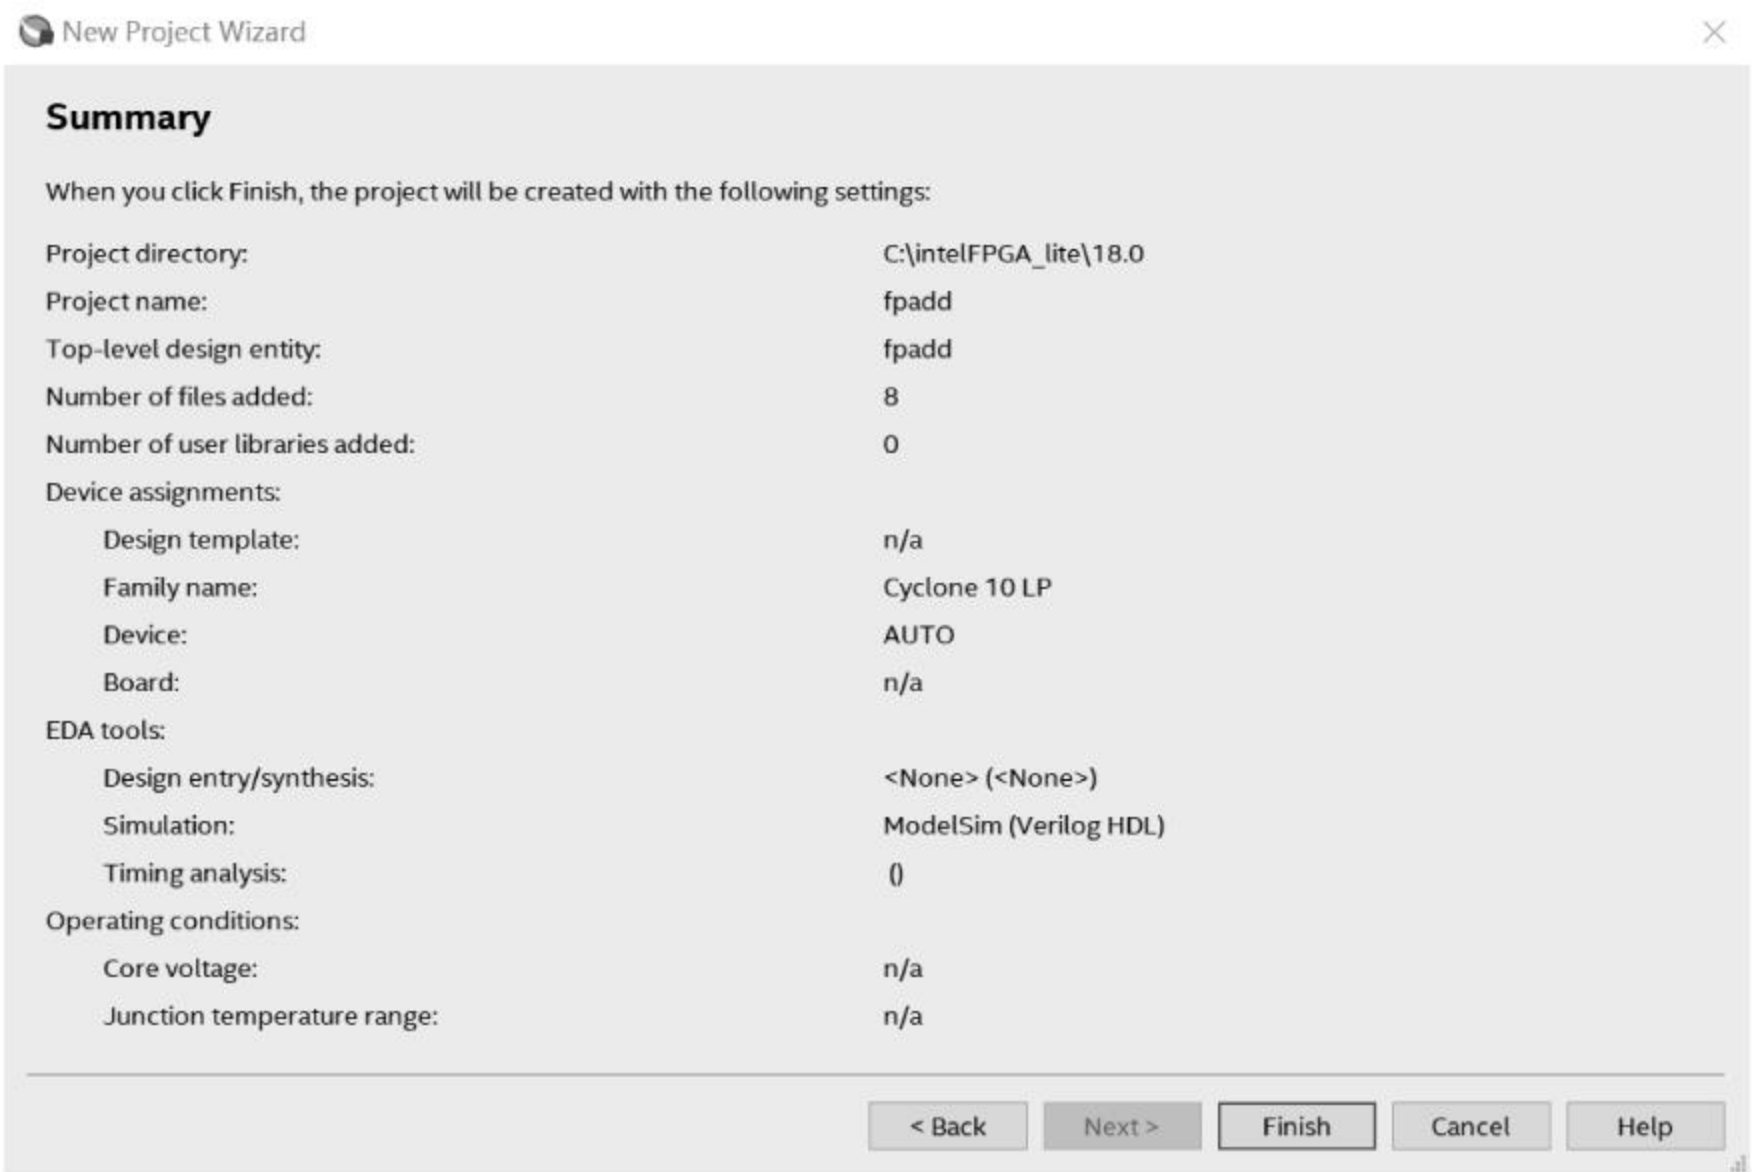 New Project Wizard
Summary
When you click Finish, the project will be created with the following settings:
Project directory: C:\intelFPGA_lite\18.0
Project name: fpadd
Top-level design entity: fpadd
Number of files added: 8
Number of user libraries added: 0
Device assignments:
Design template: n/a
Family name: Cyclone 10 LP
Device: AUTO
Board: n/a
EDA tools:
Design entry/synthesis: <None> (<None>)
Simulation: ModelSim (Verilog HDL)
Timing analysis: ()
Operating conditions:
Core voltage: n/a
Junction temperature range: n/a
< Back Next > Finish Cancel Help